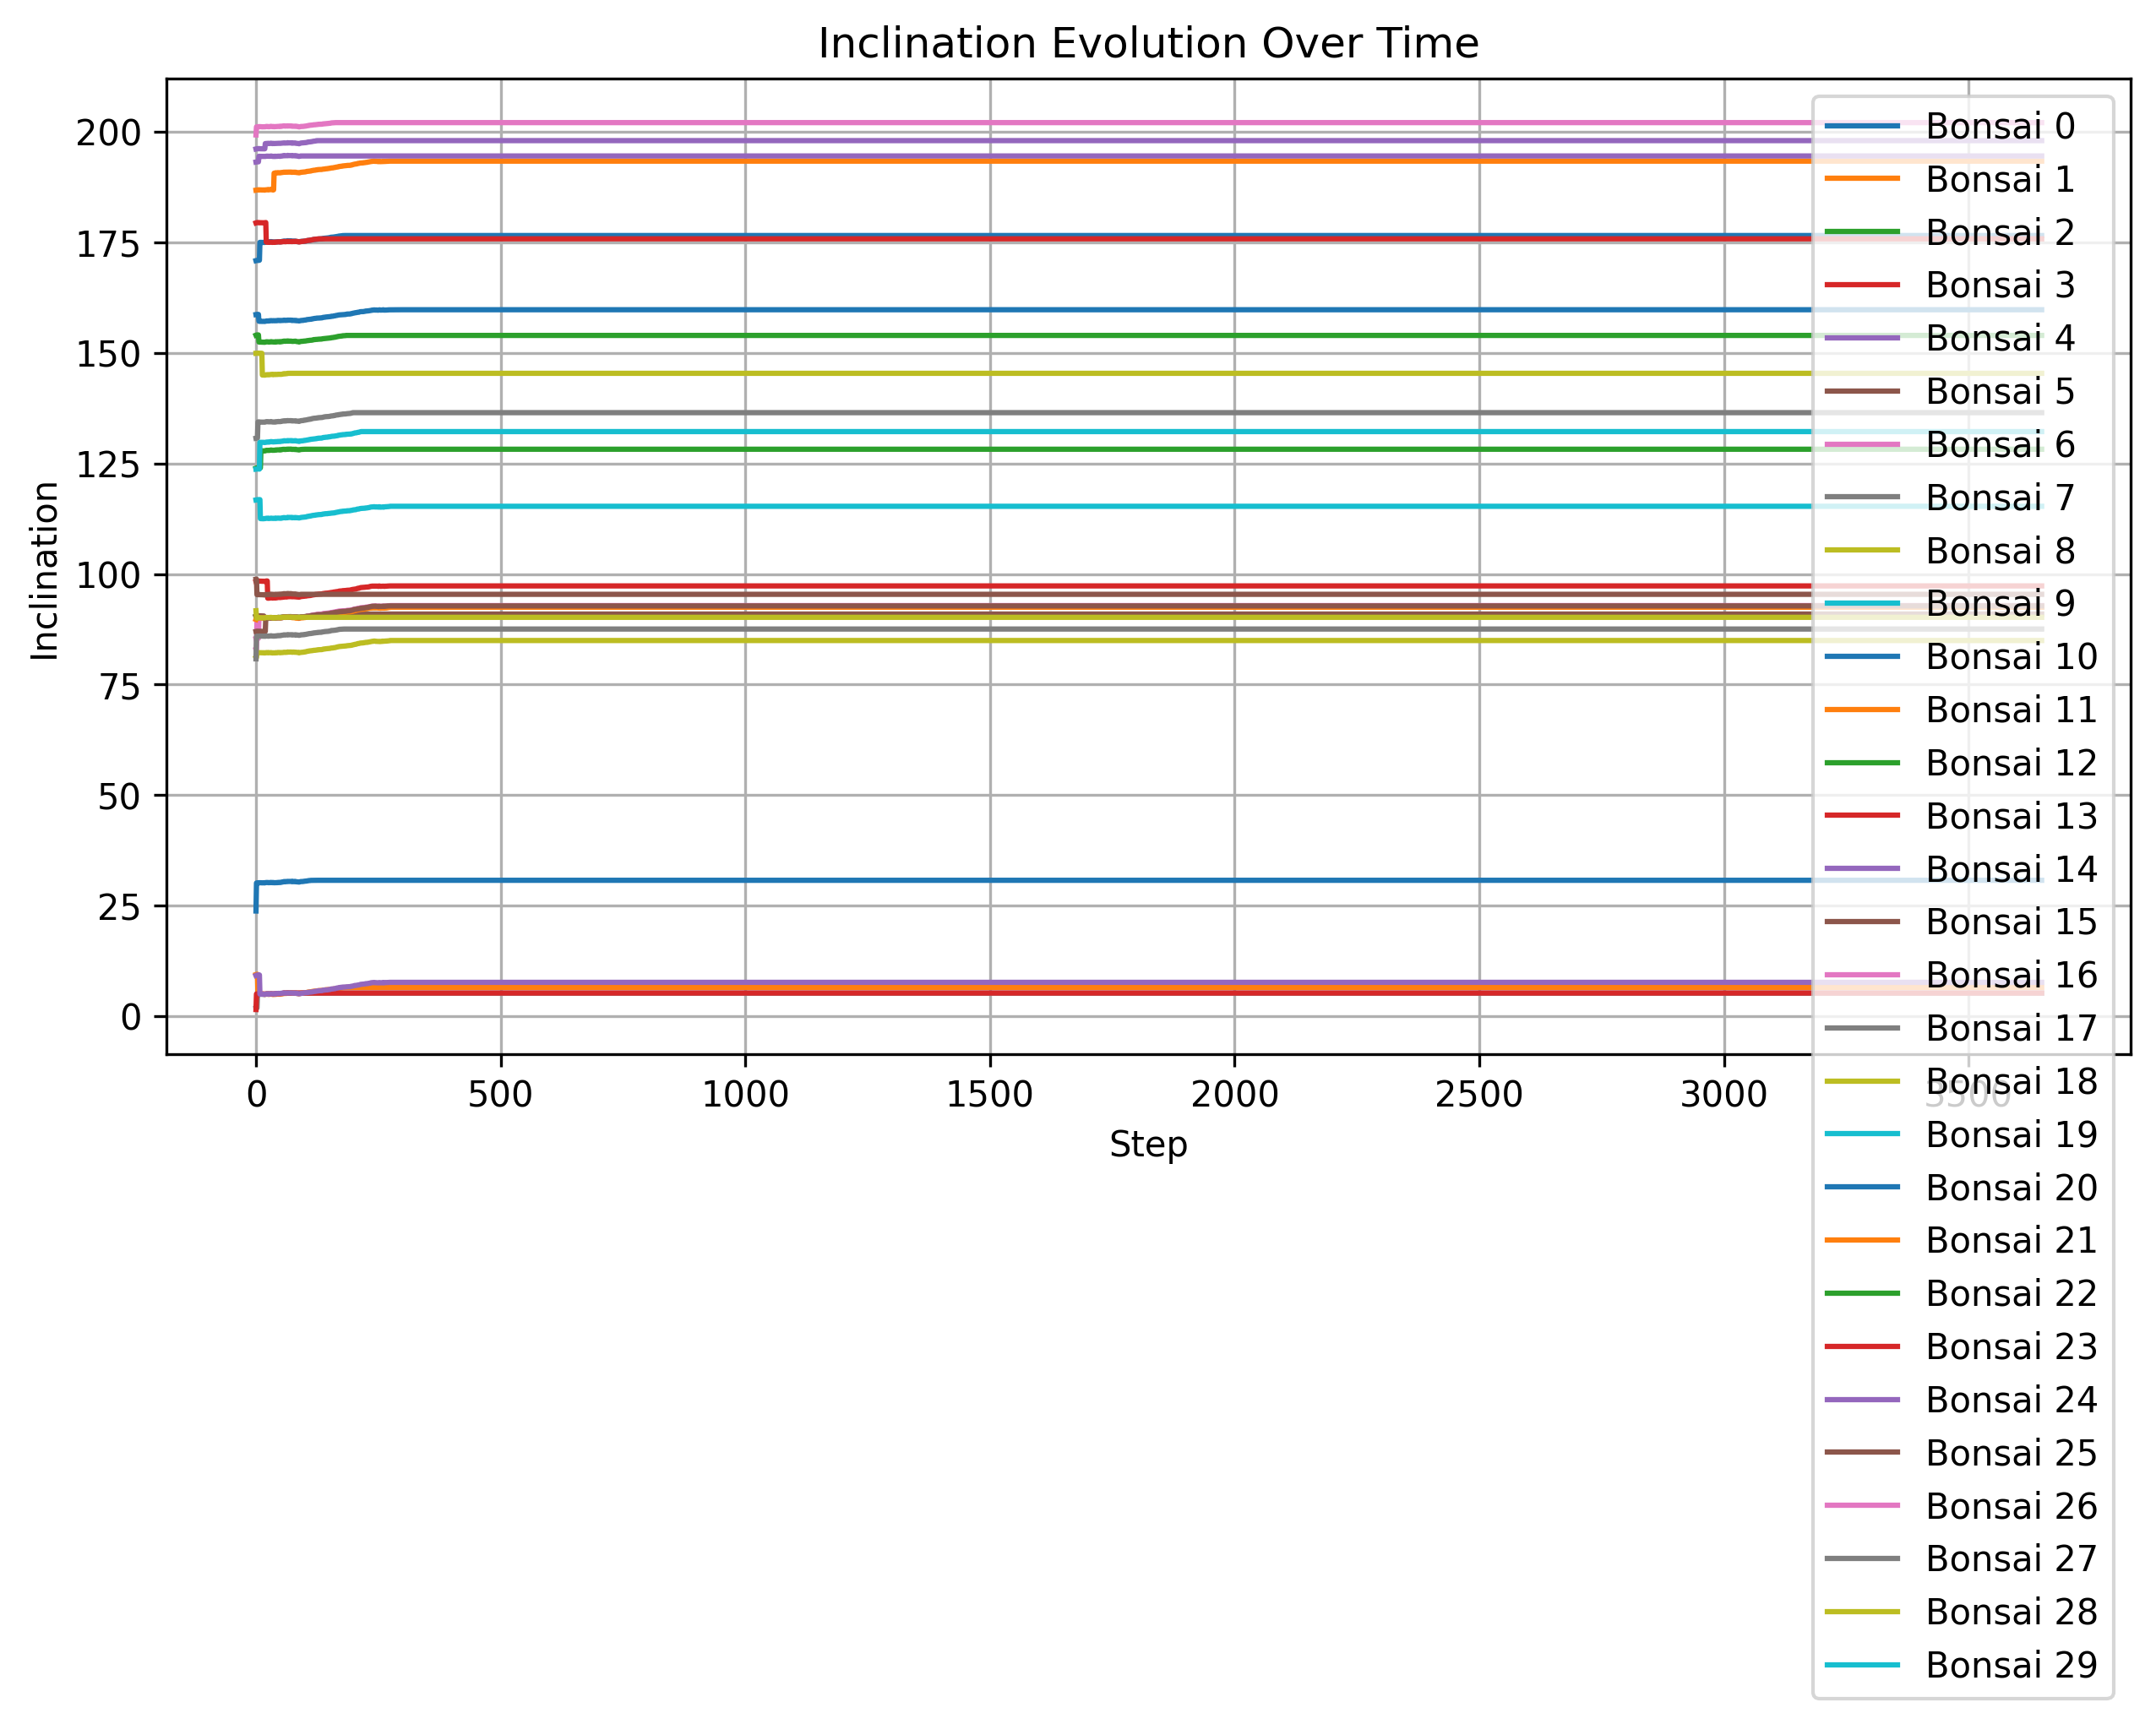 Inclination Evolution Over Time
Inclination
200
175
150
125
100
75
50
25
0
0 500 1000 1500 2000 2500 3000 3500
Step
Bonsai 0
Bonsai 1
Bonsai 2
Bonsai 3
Bonsai 4
Bonsai 5
Bonsai 6
Bonsai 7
Bonsai 8
Bonsai 9
Bonsai 10
Bonsai 11
Bonsai 12
Bonsai 13
Bonsai 14
Bonsai 15
Bonsai 16
Bonsai 17
Bonsai 18
Bonsai 19
Bonsai 20
Bonsai 21
Bonsai 22
Bonsai 23
Bonsai 24
Bonsai 25
Bonsai 26
Bonsai 27
Bonsai 28
Bonsai 29